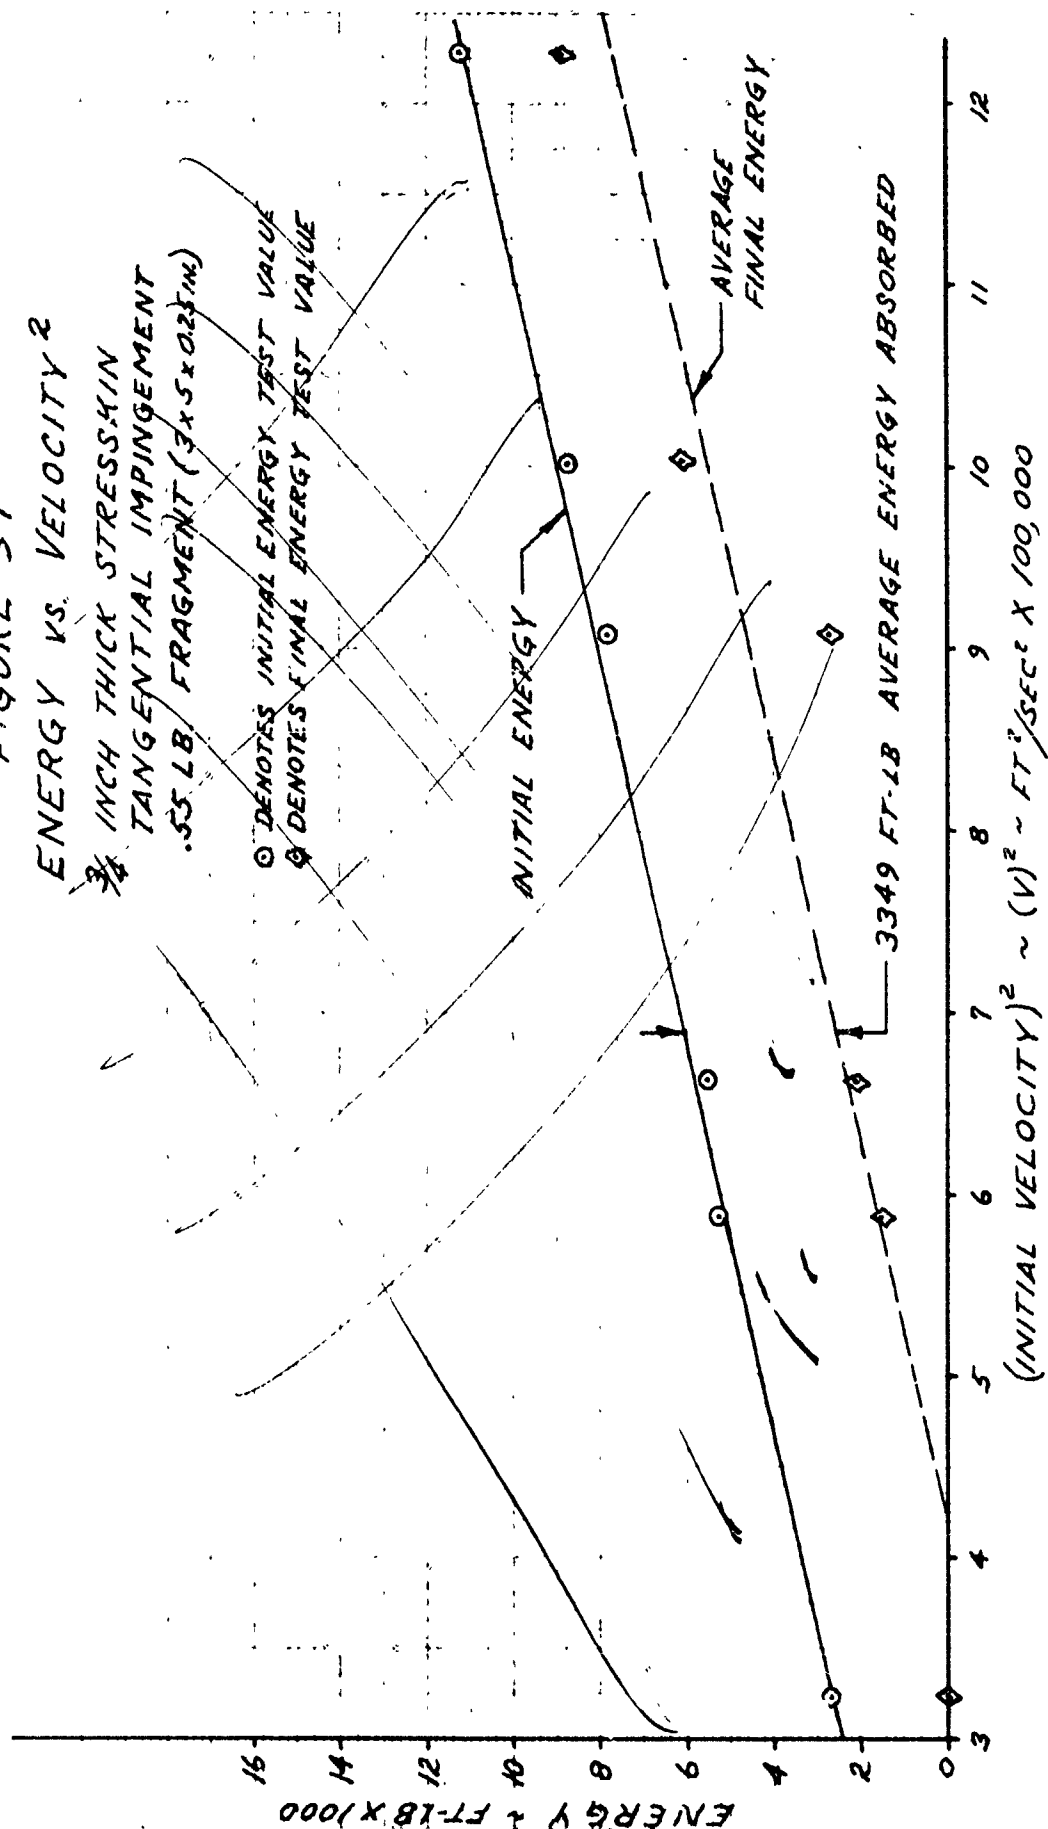 ENERGY vs. VELOCITY²
3/4 INCH THICK STRESSKIN
TANGENTIAL IMPINGEMENT
.55 LB. FRAGMENT (3 x 5 x 0.25 IN.)
⊙ DENOTES INITIAL ENERGY TEST VALUE
DENOTES FINAL ENERGY TEST VALUE
INITIAL ENERGY
AVERAGE
FINAL ENERGY
3349 FT-LB AVERAGE ENERGY ABSORBED
ENERGY ~ FT-LB X 1000
16
14
12
10
8
6
4
2
0
3 4 5 6 7 8 9 10 11 12
(INITIAL VELOCITY)² ~ (V)² ~ FT²/SEC² X 100,000